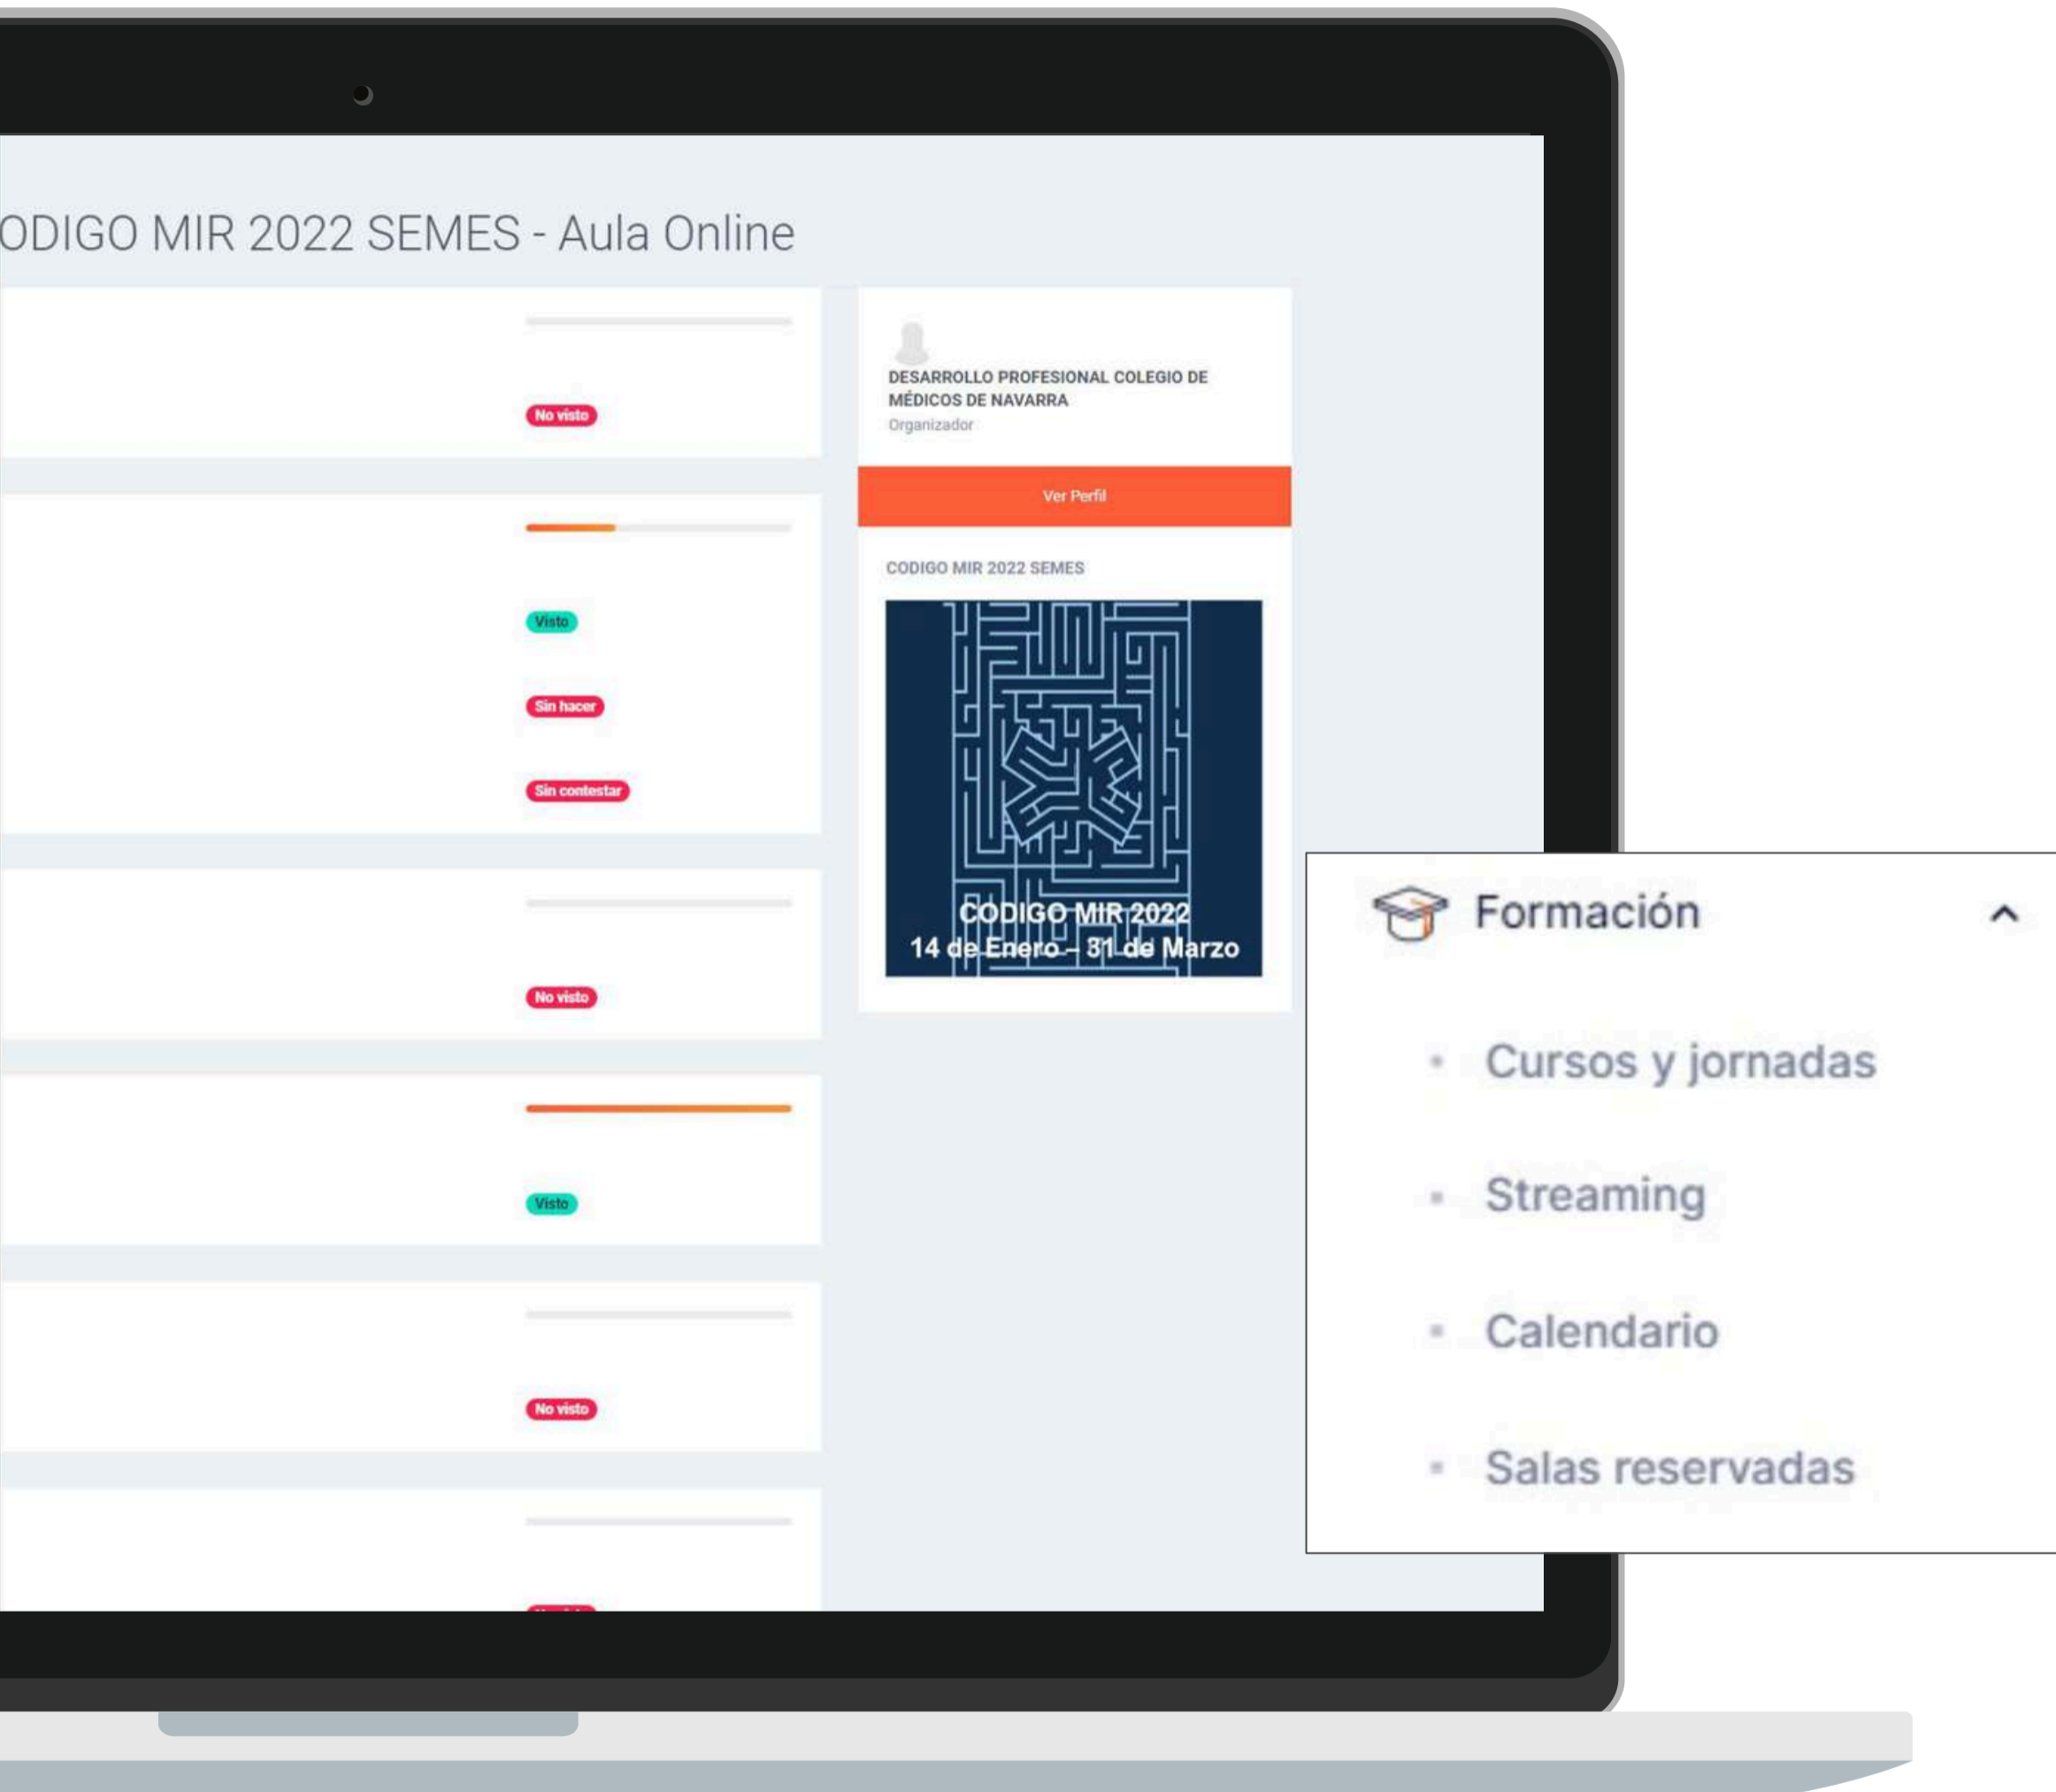 ODIGO MIR 2022 SEMES - Aula Online
No visto
Visto
Sin hacer
Sin contestar
No visto
Visto
No visto
DESARROLLO PROFESIONAL COLEGIO DE
MÉDICOS DE NAVARRA
Organizador
Ver Perfil
CODIGO MIR 2022 SEMES
CODIGO MIR 2022
14 de Enero – 31 de Marzo
Formación
Cursos y jornadas
Streaming
Calendario
Salas reservadas